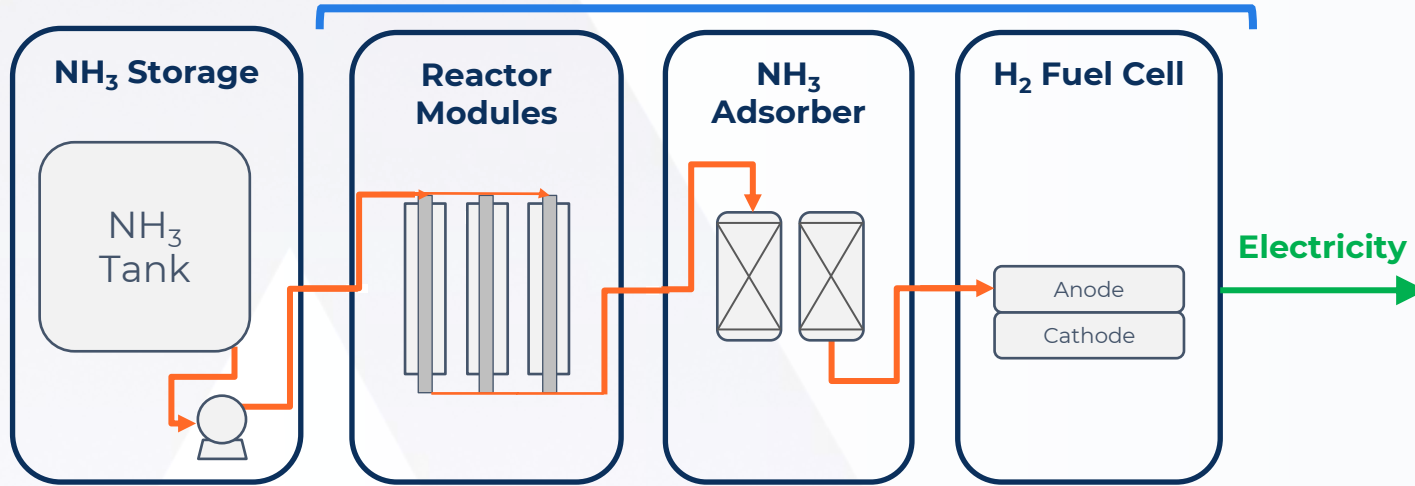 NH₃ Storage
NH₃
Tank
Reactor
Modules
NH₃
Adsorber
H₂ Fuel Cell
Anode
Cathode
Electricity